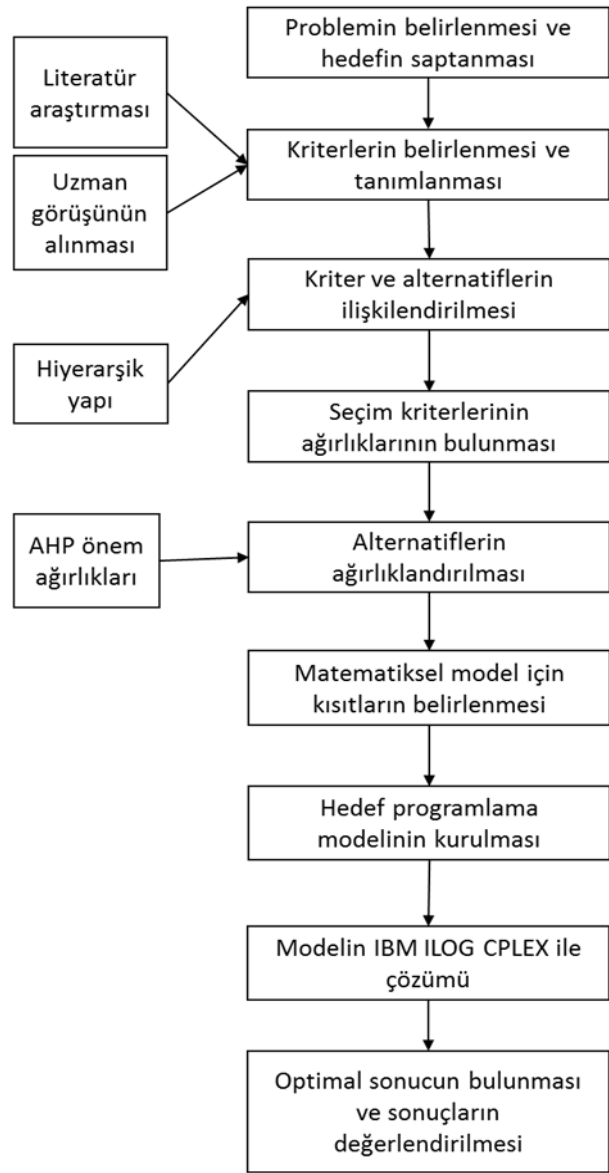 Problemin belirlenmesi ve
hedefin saptanması
Literatür
araştırması
Kriterlerin belirlenmesi ve
tanımlanması
Uzman
görüşünün
alınması
Kriter ve alternatiflerin
ilişkilendirilmesi
Hiyerarşik
yapı
Seçim kriterlerinin
ağırlıklarının bulunması
AHP önem
ağırlıkları
Alternatiflerin
ağırlıklandırılması
Matematiksel model için
kısıtların belirlenmesi
Hedef programlama
modelinin kurulması
Modelin IBM ILOG CPLEX ile
çözümü
Optimal sonucun bulunması
ve sonuçların
değerlendirilmesi